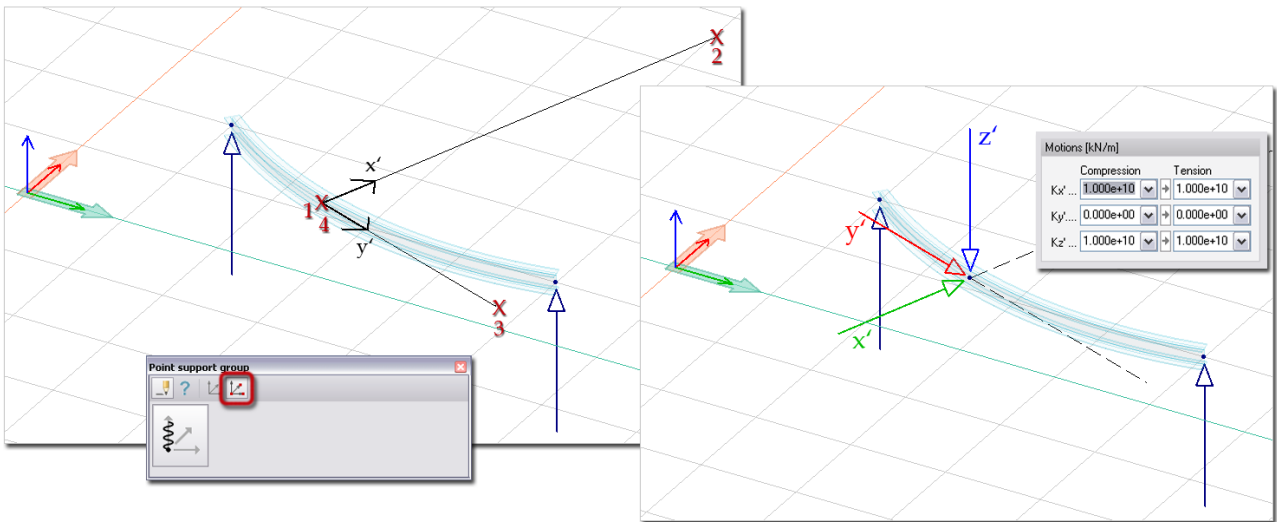 X
2
x'
1 X
4
y'
X
3
Point support group
?
z'
y'
x'
Motions [kN/m]
Compression Tension
Kx' ... 1.000e+10 1.000e+10
Ky'.... 0.000e+00 0.000e+00
Kz' ... 1.000e+10 1.000e+10